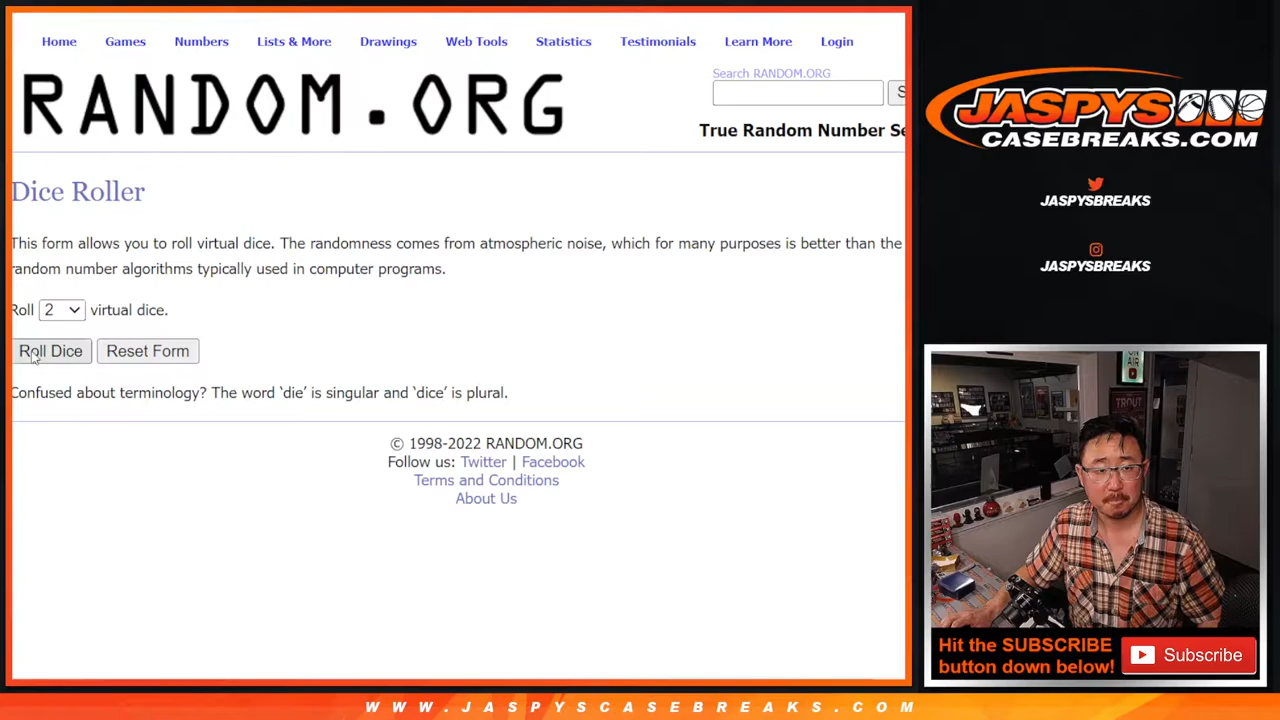 Home Games Numbers Lists & More Drawings Web Tools Statistics Testimonials Learn More Login
RANDOM.ORG
Search RANDOM.ORG
S
True Random Number Se
Dice Roller
This form allows you to roll virtual dice. The randomness comes from atmospheric noise, which for many purposes is better than the
random number algorithms typically used in computer programs.
Roll 2 virtual dice.
Roll Dice Reset Form
Confused about terminology? The word ‘die’ is singular and ‘dice’ is plural.
© 1998-2022 RANDOM.ORG
Follow us: Twitter | Facebook
Terms and Conditions
About Us
JASPYS
CASEBREAKS.COM
JASPYSBREAKS
JASPYSBREAKS
ON
AIR
TROUT
Hit the SUBSCRIBE
button down below!
Subscribe
WWW.JASPYSCASEBREAKS.COM